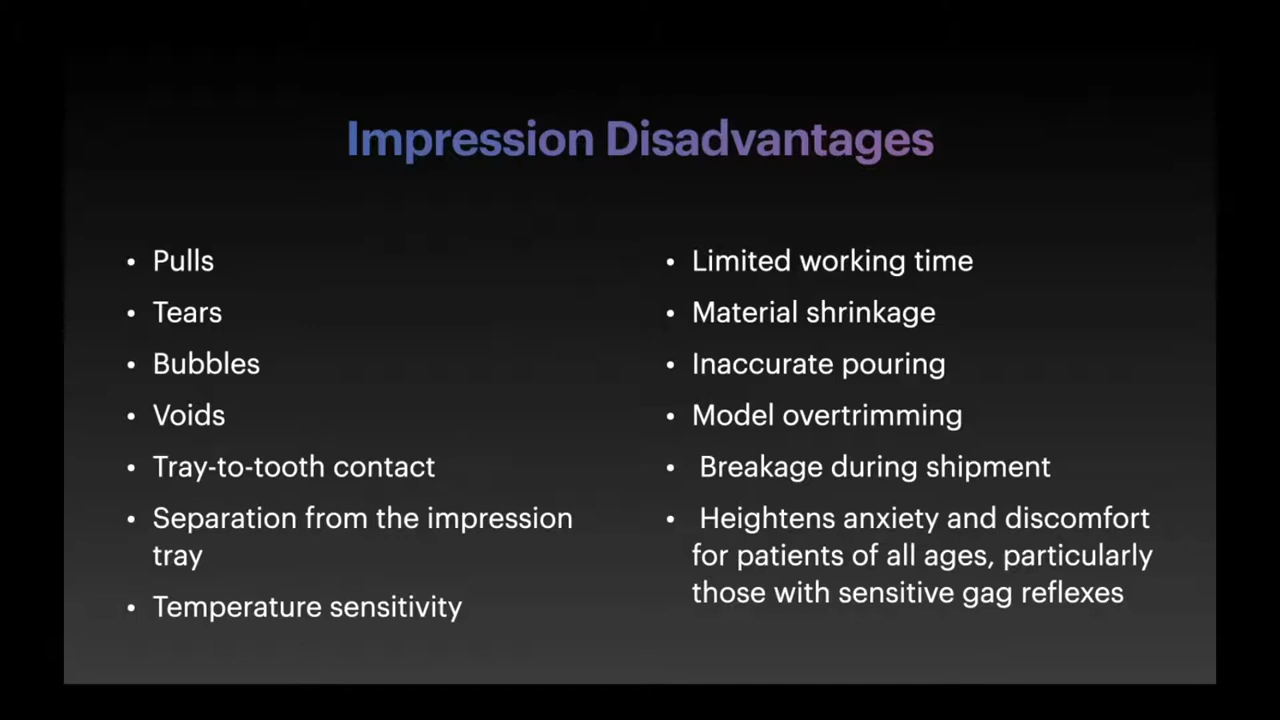 Impression Disadvantages
• Pulls
• Tears
• Bubbles
• Voids
• Tray-to-tooth contact
• Separation from the impression
tray
• Temperature sensitivity
• Limited working time
• Material shrinkage
• Inaccurate pouring
• Model overtrimming
• Breakage during shipment
• Heightens anxiety and discomfort
for patients of all ages, particularly
those with sensitive gag reflexes